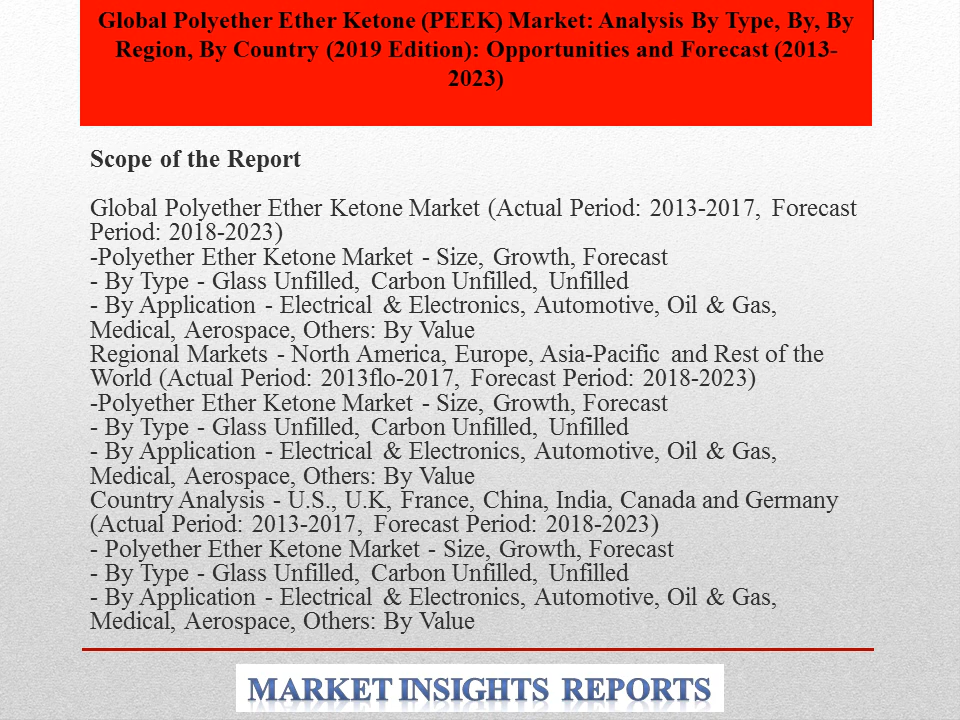 Global Polyether Ether Ketone (PEEK) Market: Analysis By Type, By, By
Region, By Country (2019 Edition): Opportunities and Forecast (2013-
2023)
Scope of the Report
Global Polyether Ether Ketone Market (Actual Period: 2013-2017, Forecast
Period: 2018-2023)
-Polyether Ether Ketone Market - Size, Growth, Forecast
- By Type - Glass Unfilled, Carbon Unfilled, Unfilled
- By Application - Electrical & Electronics, Automotive, Oil & Gas,
Medical, Aerospace, Others: By Value
Regional Markets - North America, Europe, Asia-Pacific and Rest of the
World (Actual Period: 2013flo-2017, Forecast Period: 2018-2023)
-Polyether Ether Ketone Market - Size, Growth, Forecast
- By Type - Glass Unfilled, Carbon Unfilled, Unfilled
- By Application - Electrical & Electronics, Automotive, Oil & Gas,
Medical, Aerospace, Others: By Value
Country Analysis - U.S., U.K, France, China, India, Canada and Germany
(Actual Period: 2013-2017, Forecast Period: 2018-2023)
- Polyether Ether Ketone Market - Size, Growth, Forecast
- By Type - Glass Unfilled, Carbon Unfilled, Unfilled
- By Application - Electrical & Electronics, Automotive, Oil & Gas,
Medical, Aerospace, Others: By Value
MARKET INSIGHTS REPORTS